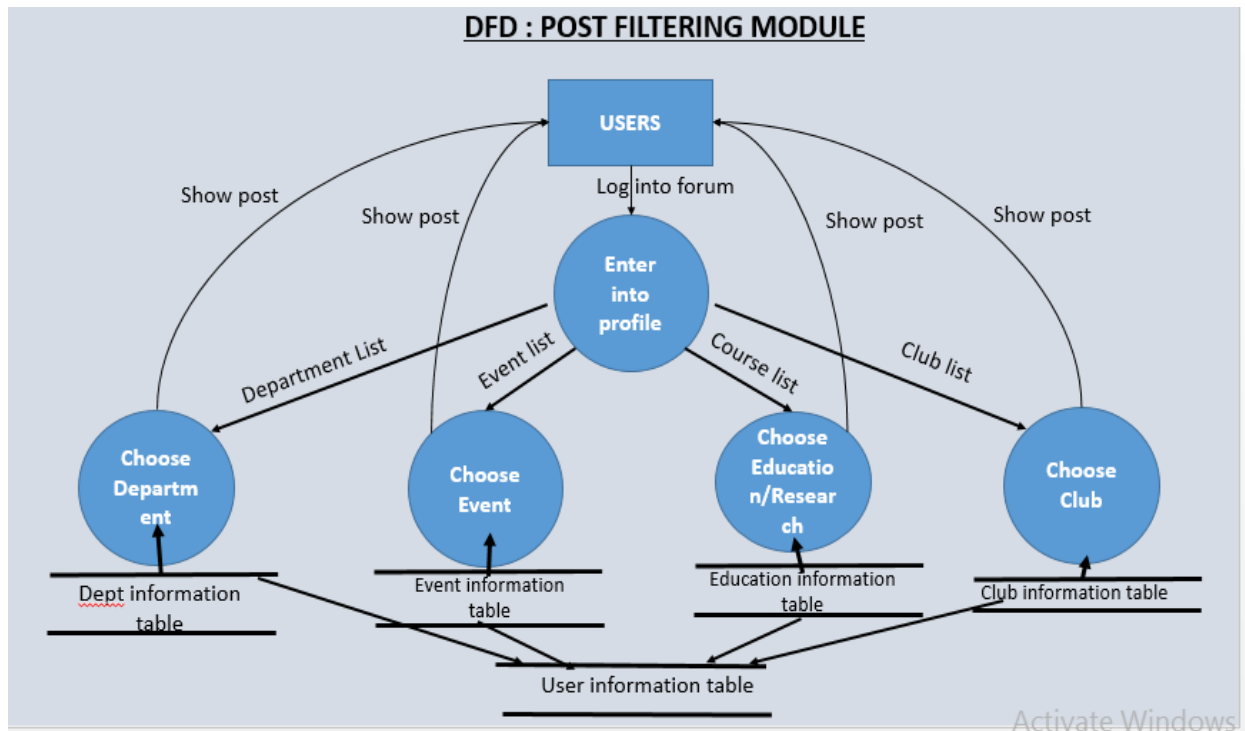 DFD : POST FILTERING MODULE
USERS
Log into forum
Show post
Show post
Show post
Show post
Enter
into
profile
Department List
Event list
Course list
Club list
Choose
Departm
ent
Choose
Event
Choose
Educatio
n/Resear
ch
Choose
Club
Dept information
table
Event information
table
Education information
table
Club information table
User information table
Activate Windows